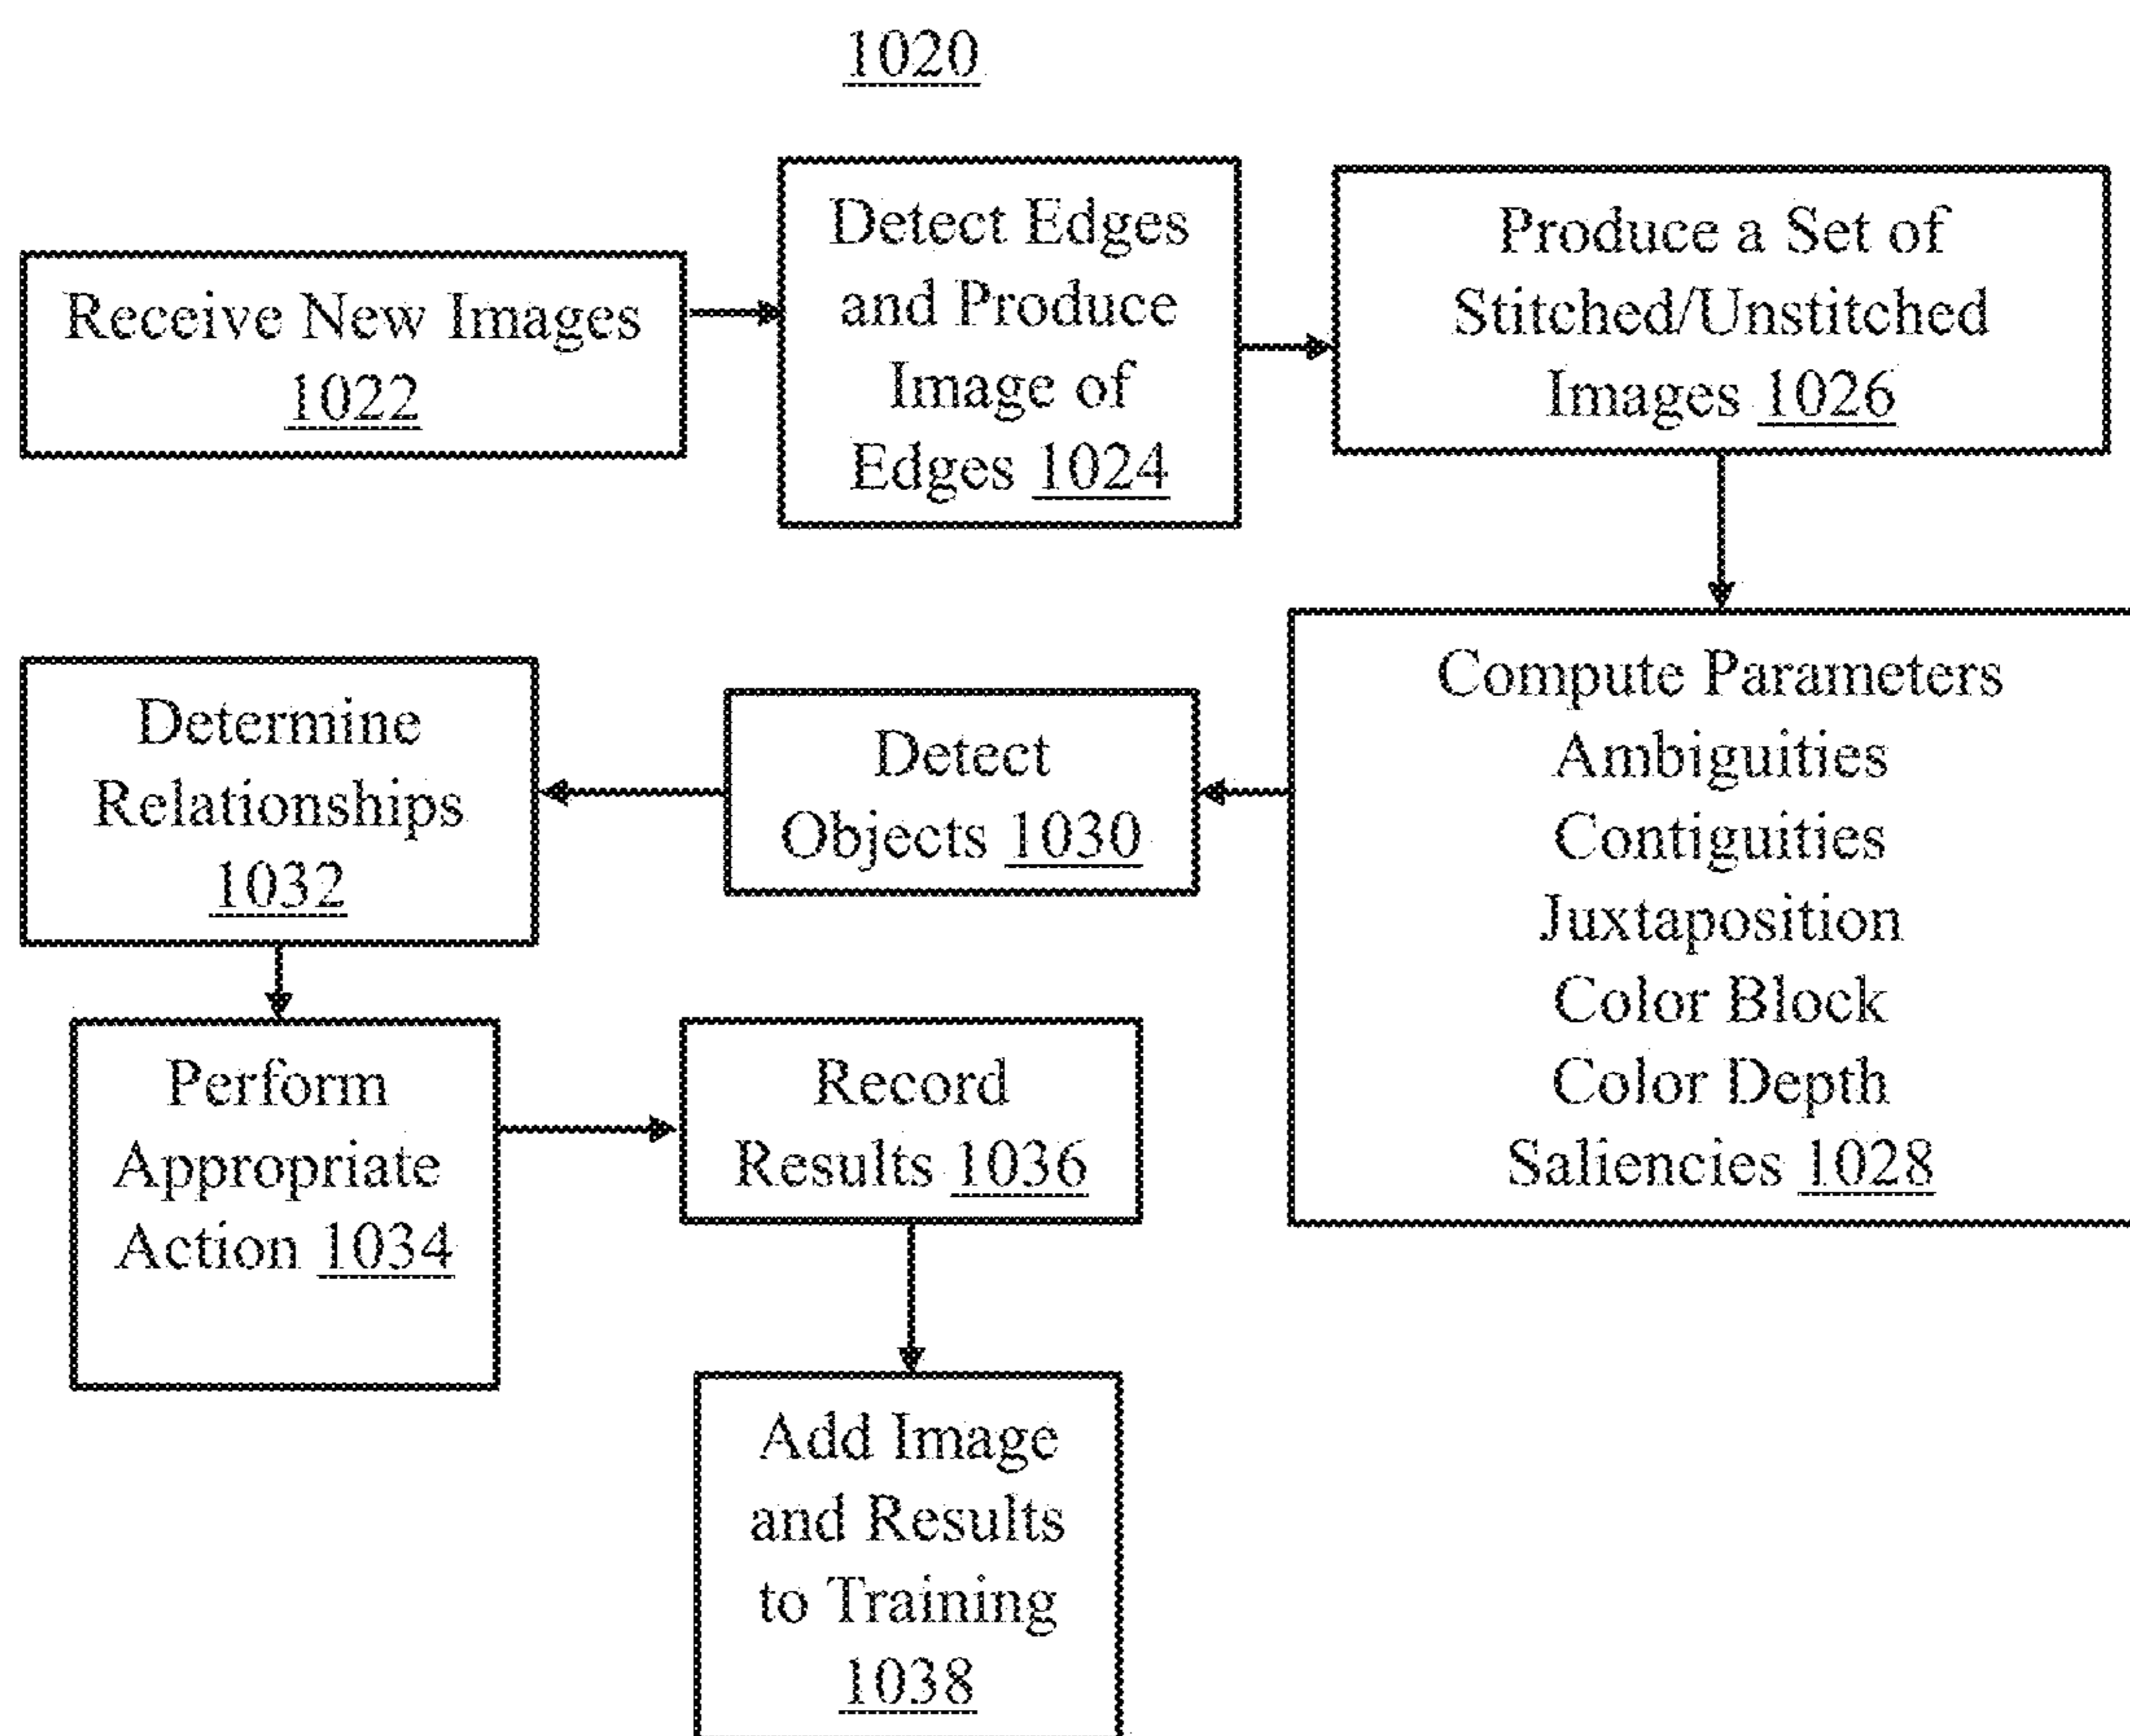 1020
Receive New Images
1022
Detect Edges
and Produce
Image of
Edges 1024
Produce a Set of
Stitched/Unstitched
Images 1026
Compute Parameters
Ambiguities
Contiguities
Juxtaposition
Color Block
Color Depth
Saliencies 1028
Detect
Objects 1030
Determine
Relationships
1032
Perform
Appropriate
Action 1034
Record
Results 1036
Add Image
and Results
to Training
1038